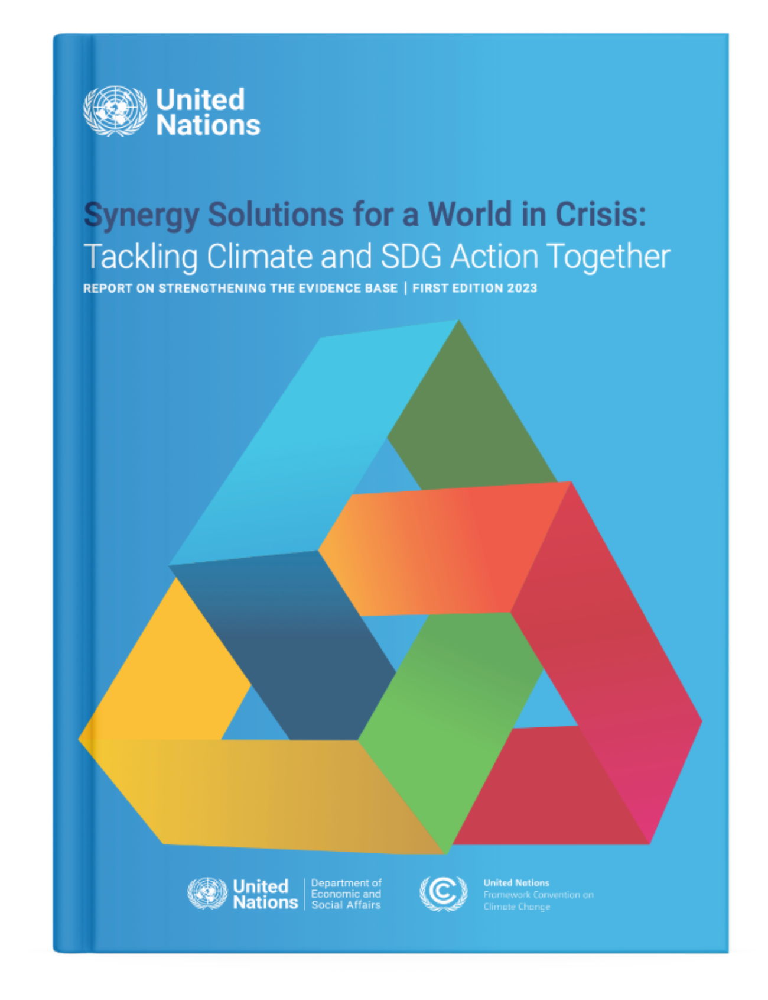 United
Nations
Synergy Solutions for a World in Crisis:
Tackling Climate and SDG Action Together
REPORT ON STRENGTHENING THE EVIDENCE BASE | FIRST EDITION 2023
United
Nations
Department of
Economic and
Social Affairs
United Nations
Framework Convention on
Climate Change